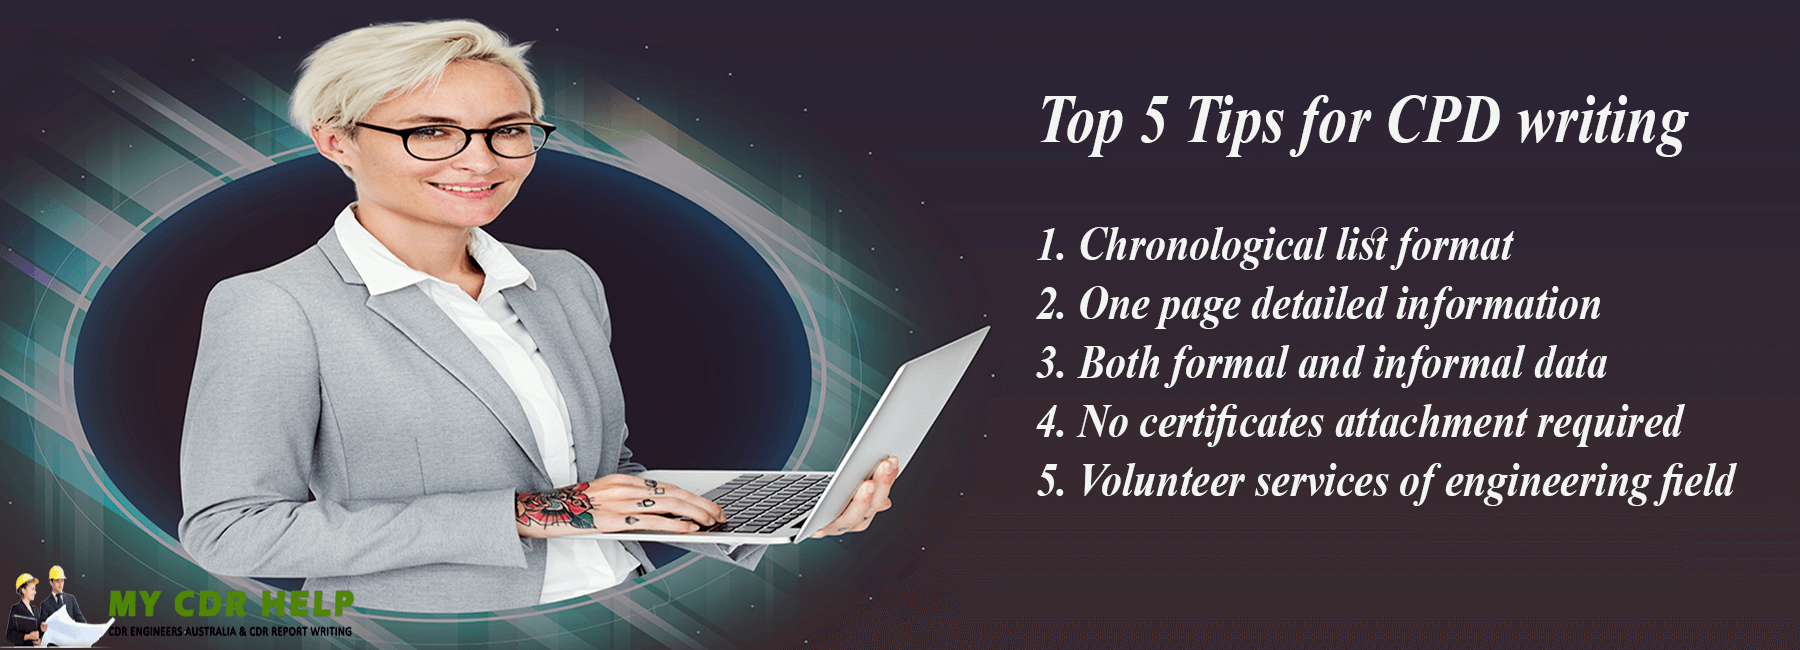 Top 5 Tips for CPD writing
1. Chronological list format
2. One page detailed information
3. Both formal and informal data
4. No certificates attachment required
5. Volunteer services of engineering field
MY CDR HELP
CDR ENGINEERS AUSTRALIA & CDR REPORT WRITING